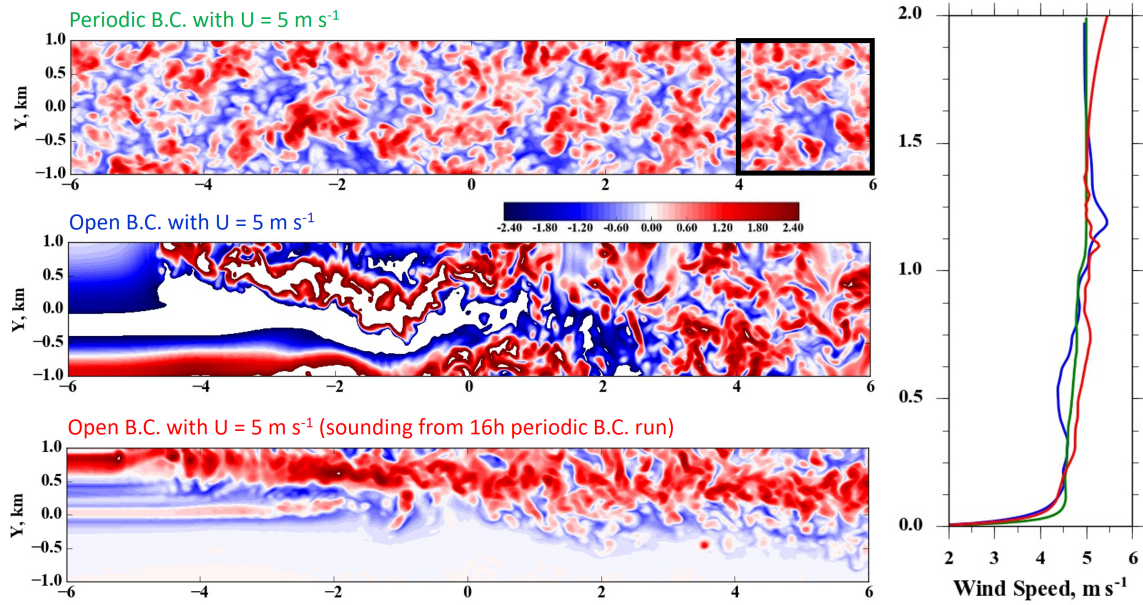 Periodic B.C. with U = 5 m s⁻¹
Y, km
1.0
0.5
0.0
−0.5
−1.0
−6 −4 −2 0 2 4 6
Open B.C. with U = 5 m s⁻¹
-2.40 -1.80 -1.20 -0.60 0.00 0.60 1.20 1.80 2.40
Y, km
1.0
0.5
0.0
−0.5
−1.0
−6 −4 −2 0 2 4 6
Open B.C. with U = 5 m s⁻¹ (sounding from 16h periodic B.C. run)
Y, km
1.0
0.5
0.0
−0.5
−1.0
−6 −4 −2 0 2 4 6
2.0
1.5
1.0
0.5
0.0
2 3 4 5 6
Wind Speed, m s⁻¹